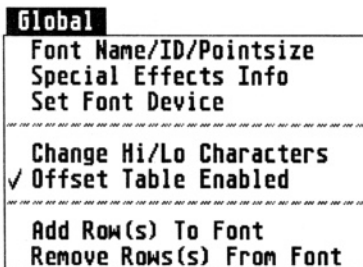 Global
Font Name/ID/Pointsize
Special Effects Info
Set Font Device
Change Hi/Lo Characters
✓ Offset Table Enabled
Add Row(s) To Font
Remove Rows(s) From Font